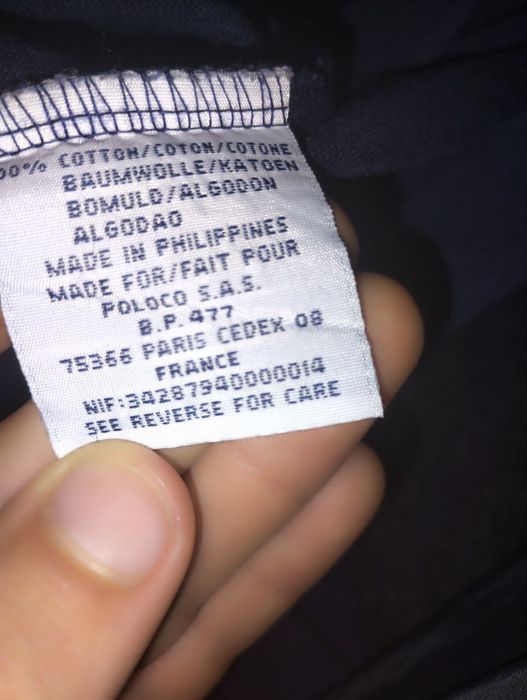 00% COTTON/COTON/COTONE
BAUMWOLLE/KATOEN
BOMULD/ALGODON
ALGODAO
MADE IN PHILIPPINES
MADE FOR/FAIT POUR
POLOCO S.A.S.
B.P. 477
75366 PARIS CEDEX 08
FRANCE
NIF:34287940000014
SEE REVERSE FOR CARE